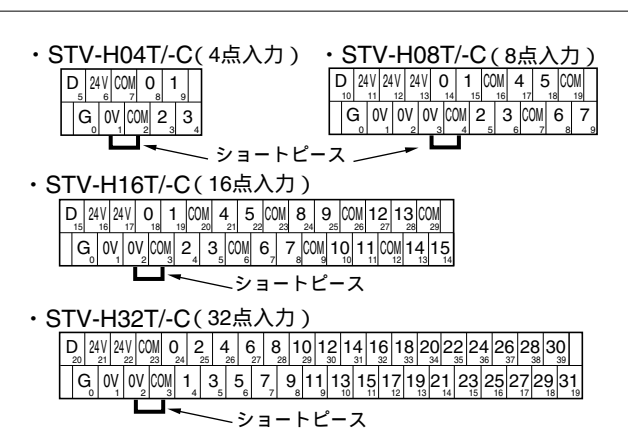 ・STV-H04T/-C(4点入力) ・STV-H08T/-C(8点入力)
D 24V COM 0 1 D 24V 24V 24V 0 1 COM 4 5 COM
5 6 7 8 9 10 11 12 13 14 15 16 17 18 19
G 0V COM 2 3 G 0V 0V 0V COM 2 3 COM 6 7
0 1 2 3 4 0 1 2 3 4 5 6 7 8 9
ショートピース
・STV-H16T/-C(16点入力)
D 24V 24V 0 1 COM 4 5 COM 8 9 COM 12 13 COM
15 16 17 18 19 20 21 22 23 24 25 26 27 28 29
G 0V 0V COM 2 3 COM 6 7 COM 10 11 COM 14 15
0 1 2 3 4 5 6 7 8 9 10 11 12 13 14
ショートピース
・STV-H32T/-C(32点入力)
D 24V 24V COM 0 2 4 6 8 10 12 14 16 18 20 22 24 26 28 30
20 21 22 23 24 25 26 27 28 29 30 31 32 33 34 35 36 37 38 39
G 0V 0V COM 1 3 5 7 9 11 13 15 17 19 21 23 25 27 29 31
0 1 2 3 4 5 6 7 8 9 10 11 12 13 14 15 16 17 18 19
ショートピース